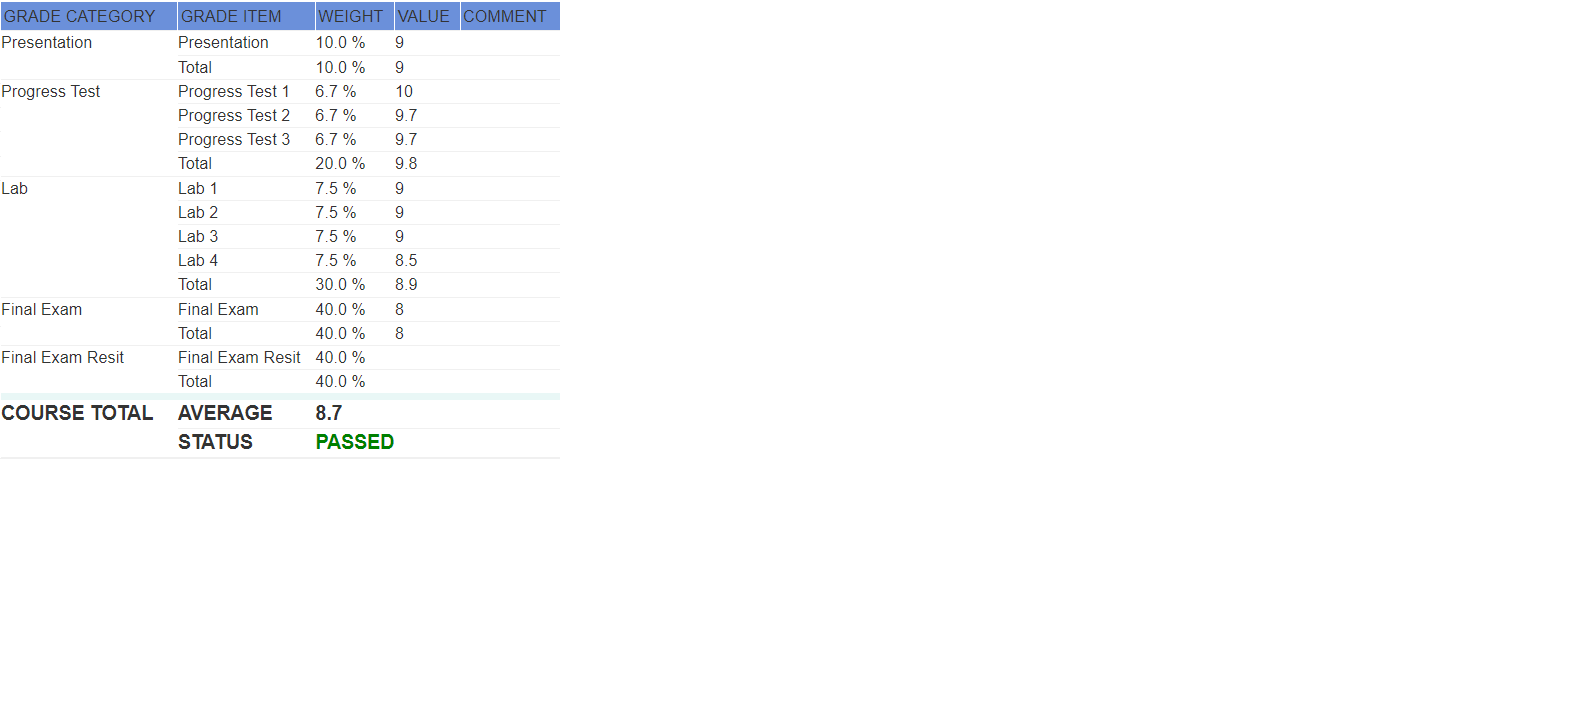 GRADE CATEGORY GRADE ITEM WEIGHT VALUE COMMENT
Presentation Presentation 10.0 % 9
Total 10.0 % 9
Progress Test Progress Test 1 6.7 % 10
Progress Test 2 6.7 % 9.7
Progress Test 3 6.7 % 9.7
Total 20.0 % 9.8
Lab Lab 1 7.5 % 9
Lab 2 7.5 % 9
Lab 3 7.5 % 9
Lab 4 7.5 % 8.5
Total 30.0 % 8.9
Final Exam Final Exam 40.0 % 8
Total 40.0 % 8
Final Exam Resit Final Exam Resit 40.0 %
Total 40.0 %
COURSE TOTAL AVERAGE 8.7
STATUS PASSED